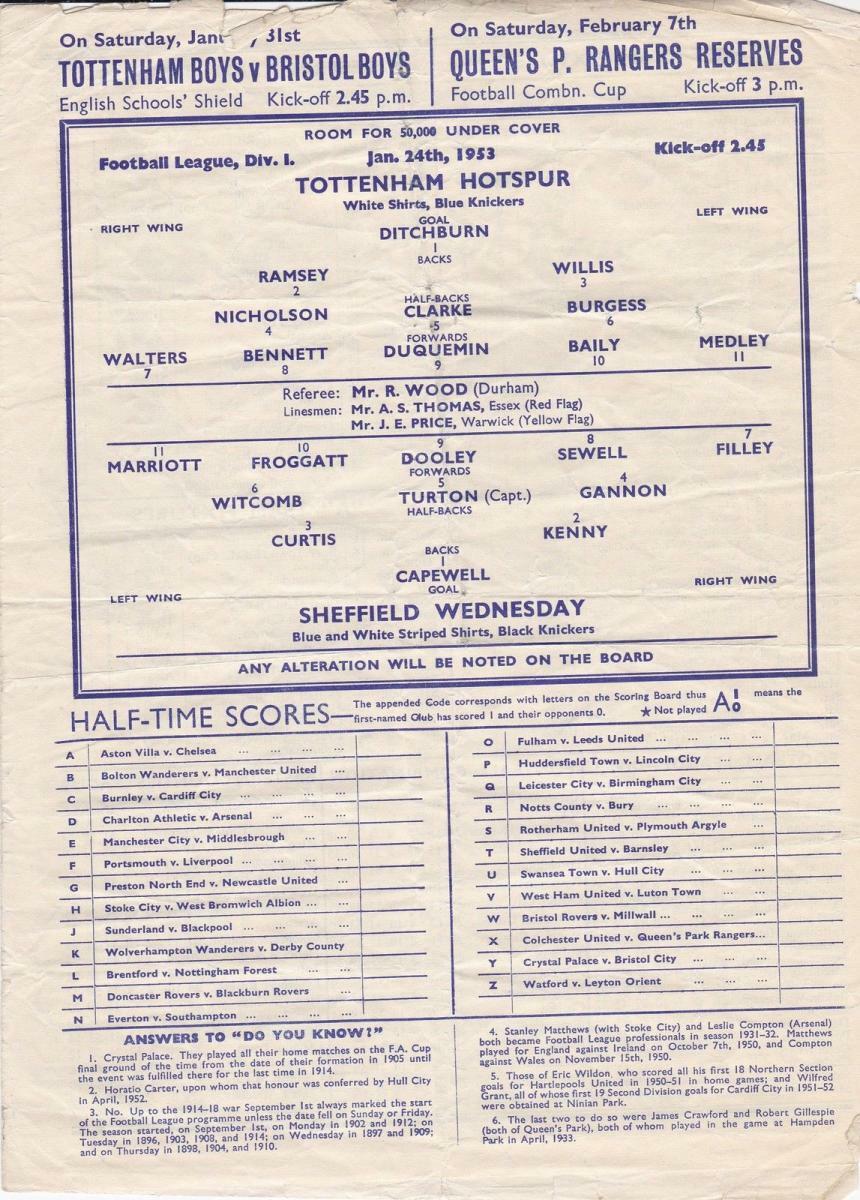 On Saturday, Jan y 31st
TOTTENHAM BOYS v BRISTOL BOYS
English Schools' Shield Kick-off 2.45 p.m.
On Saturday, February 7th
QUEEN'S P. RANGERS RESERVES
Football Combn. Cup Kick-off 3 p.m.
ROOM FOR 50,000 UNDER COVER
Football League, Div. I. Jan. 24th, 1953 Kick-off 2.45
TOTTENHAM HOTSPUR
White Shirts, Blue Knickers
RIGHT WING GOAL LEFT WING
DITCHBURN
1
BACKS
RAMSEY WILLIS
2 3
HALF-BACKS
NICHOLSON CLARKE BURGESS
4 5 6
FORWARDS
WALTERS BENNETT DUQUEMIN BAILY MEDLEY
7 8 9 10 11
Referee: Mr. R. WOOD (Durham)
Linesmen: Mr. A. S. THOMAS, Essex (Red Flag)
Mr. J. E. PRICE, Warwick (Yellow Flag)
11 10 9 8 7
MARRIOTT FROGGATT DOOLEY SEWELL FILLEY
FORWARDS
6 5 4
WITCOMB TURTON (Capt.) GANNON
HALF-BACKS
3 2
CURTIS KENNY
BACKS
1
CAPEWELL
LEFT WING GOAL RIGHT WING
SHEFFIELD WEDNESDAY
Blue and White Striped Shirts, Black Knickers
ANY ALTERATION WILL BE NOTED ON THE BOARD
HALF-TIME SCORES—The appended Code corresponds with letters on the Scoring Board thus A 1 0 means the
first-named Club has scored 1 and their opponents 0. ★ Not played
A Aston Villa v. Chelsea ... ... ... ...
B Bolton Wanderers v. Manchester United ...
C Burnley v. Cardiff City ... ... ...
D Charlton Athletic v. Arsenal ... ...
E Manchester City v. Middlesbrough ... ...
F Portsmouth v. Liverpool ... ... ... ...
G Preston North End v. Newcastle United ...
H Stoke City v. West Bromwich Albion ... ...
J Sunderland v. Blackpool ... ... ...
K Wolverhampton Wanderers v. Derby County
L Brentford v. Nottingham Forest ... ...
M Doncaster Rovers v. Blackburn Rovers ...
N Everton v. Southampton ... ... ... ...
O Fulham v. Leeds United ... ... ... ...
P Huddersfield Town v. Lincoln City ... ...
Q Leicester City v. Birmingham City ... ...
R Notts County v. Bury ... ... ... ...
S Rotherham United v. Plymouth Argyle ...
T Sheffield United v. Barnsley ... ... ...
U Swansea Town v. Hull City ... ... ...
V West Ham United v. Luton Town ... ...
W Bristol Rovers v. Millwall ... ... ... ...
X Colchester United v. Queen's Park Rangers...
Y Crystal Palace v. Bristol City ... ... ...
Z Watford v. Leyton Orient ... ... ...
ANSWERS TO "DO YOU KNOW?"
1. Crystal Palace. They played all their home matches on the F.A. Cup
final ground of the time from the date of their formation in 1905 until
the event was fulfilled there for the last time in 1914.
2. Horatio Carter, upon whom that honour was conferred by Hull City
in April, 1952.
3. No. Up to the 1914-18 war September 1st always marked the start
of the Football League programme unless the date fell on Sunday or Friday.
The season started, on September 1st, on Monday in 1902 and 1912; on
Tuesday in 1896, 1903, 1908, and 1914; on Wednesday in 1897 and 1909;
and on Thursday in 1898, 1904, and 1910.
4. Stanley Matthews (with Stoke City) and Leslie Compton (Arsenal)
both became Football League professionals in season 1931-32. Matthews
played for England against Ireland on October 7th, 1950, and Compton
against Wales on November 15th, 1950.
5. Those of Eric Wildon, who scored all his first 18 Northern Section
goals for Hartlepools United in 1950-51 in home games; and Wilfred
Grant, all of whose first 19 Second Division goals for Cardiff City in 1951-52
were obtained at Ninian Park.
6. The last two to do so were James Crawford and Robert Gillespie
(both of Queen's Park), both of whom played in the game at Hampden
Park in April, 1933.